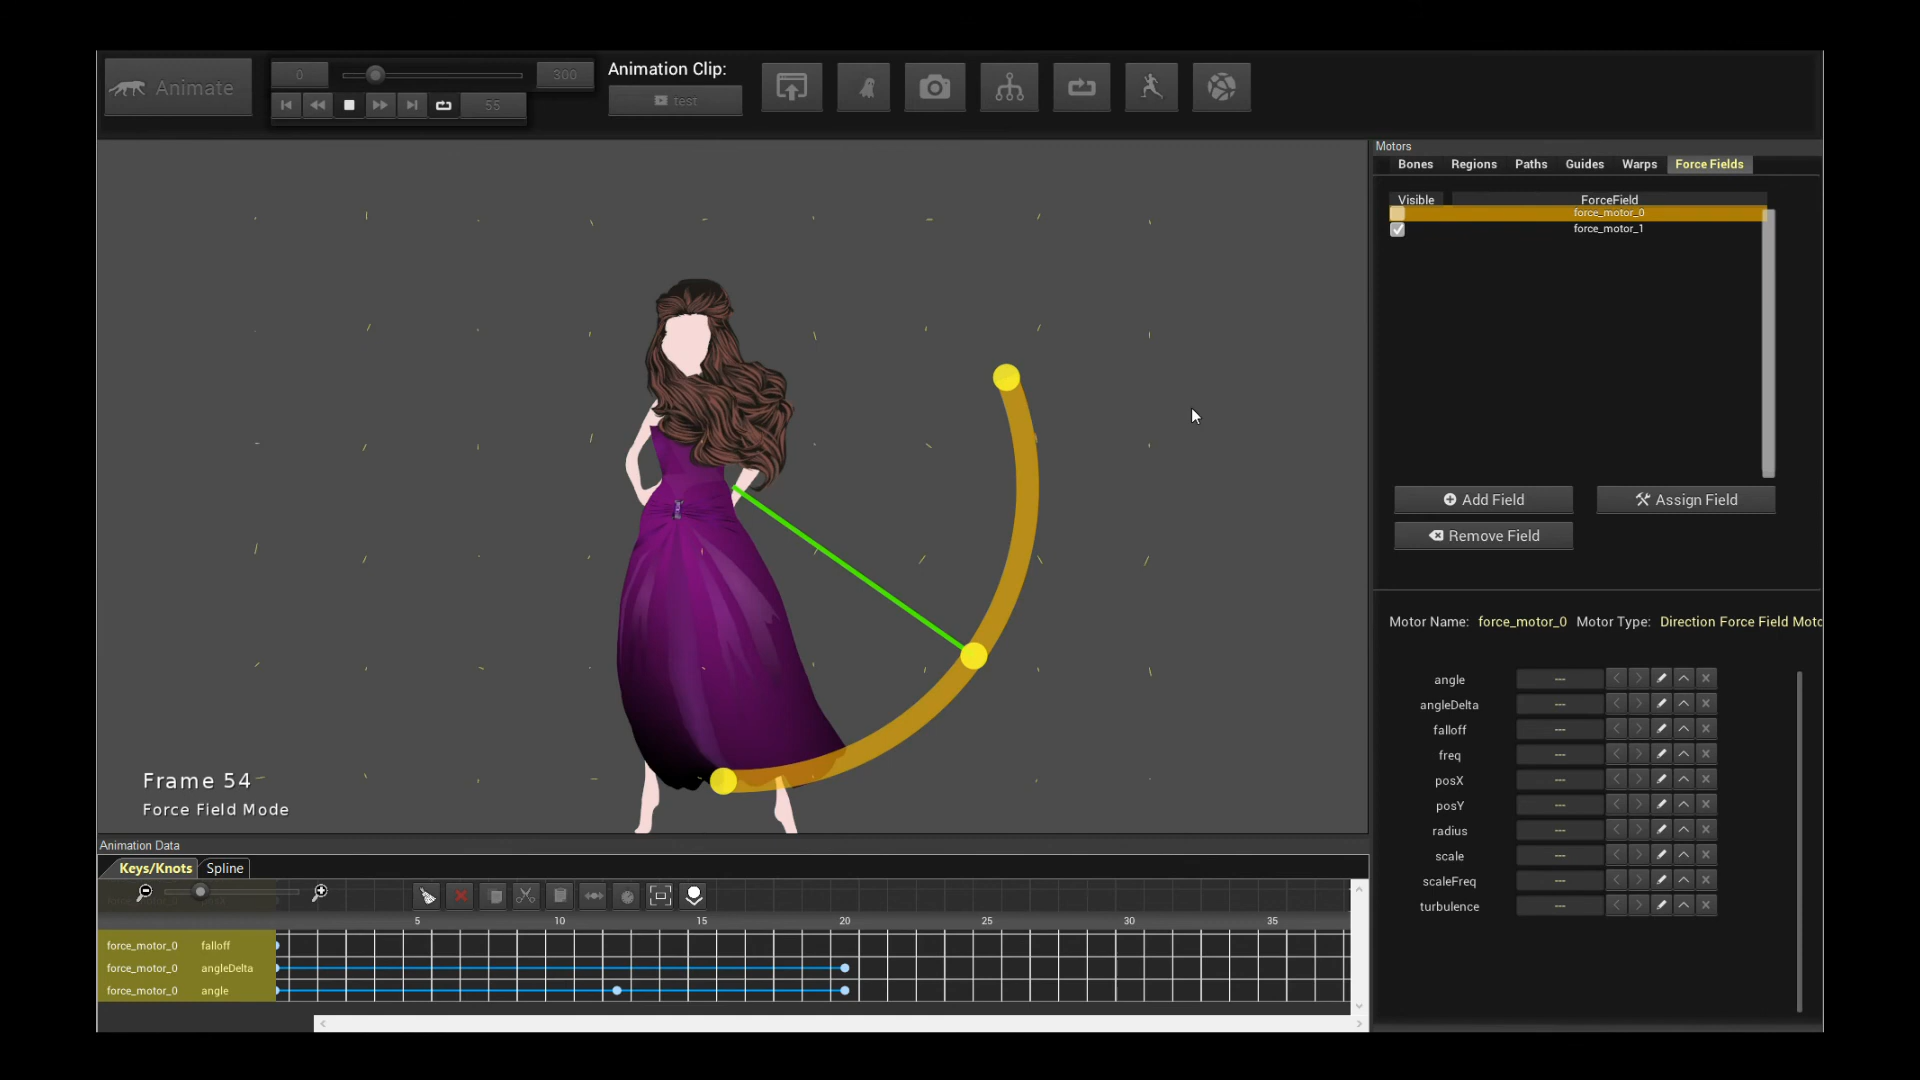 Animate
0
300
55
Animation Clip:
test
Motors
Bones Regions Paths Guides Warps Force Fields
Visible ForceField
force_motor_0
force_motor_1
Add Field Assign Field
Remove Field
Motor Name: force_motor_0 Motor Type: Direction Force Field Moto
angle ---
angleDelta ---
falloff ---
freq ---
posX ---
posY ---
radius ---
scale ---
scaleFreq ---
turbulence ---
Frame 54
Force Field Mode
Animation Data
Keys/Knots Spline
5 10 15 20 25 30 35
force_motor_0 falloff
force_motor_0 angleDelta
force_motor_0 angle